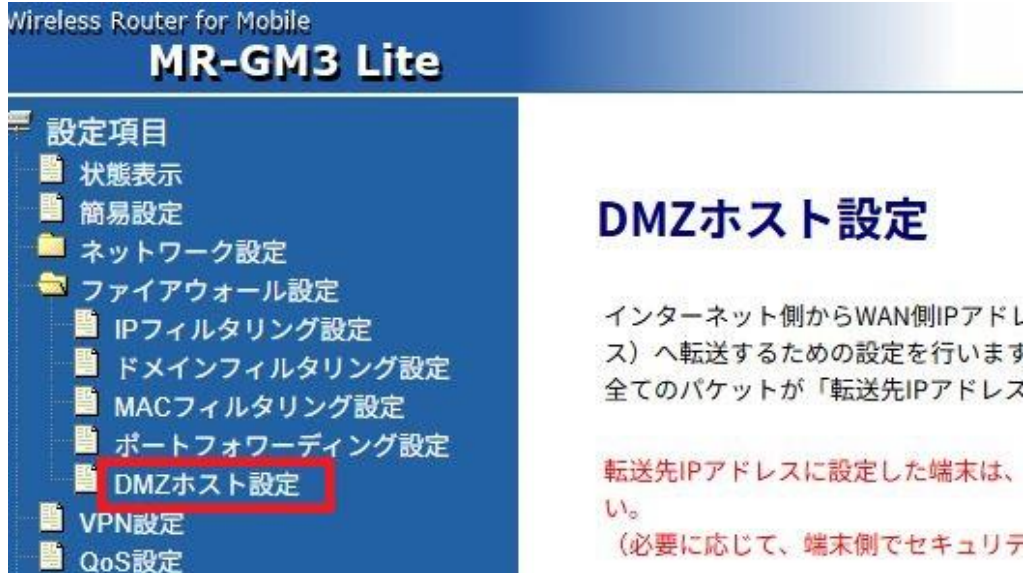 Wireless Router for Mobile
MR-GM3 Lite
設定項目
状態表示
簡易設定
ネットワーク設定
ファイアウォール設定
IPフィルタリング設定
ドメインフィルタリング設定
MACフィルタリング設定
ポートフォワーディング設定
DMZホスト設定
VPN設定
QoS設定
DMZホスト設定
インターネット側からWAN側IPアドレ
ス）へ転送するための設定を行います
全てのパケットが「転送先IPアドレス
転送先IPアドレスに設定した端末は、
い。
（必要に応じて、端末側でセキュリテ